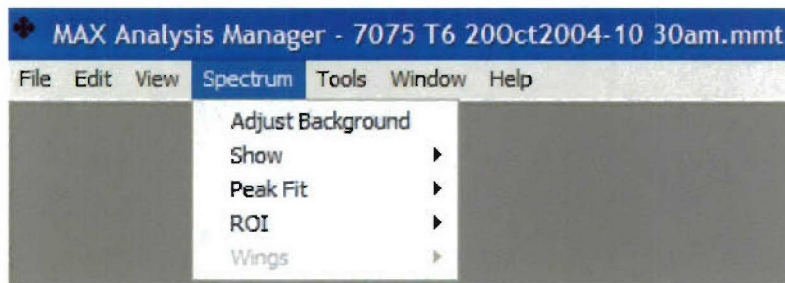 MAX Analysis Manager - 7075 T6 20Oct2004-10 30am.mmt
File Edit View Spectrum Tools Window Help
Adjust Background
Show
Peak Fit
ROI
Wings